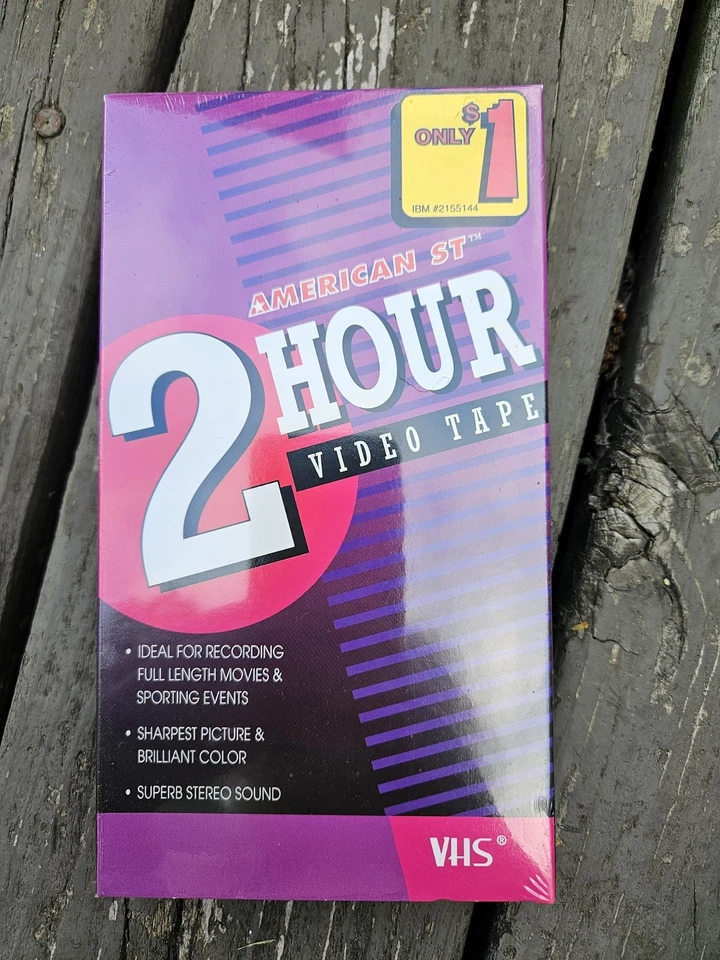 $1
ONLY
IBM #2155144
AMERICAN ST™
2 HOUR
VIDEO TAPE
• IDEAL FOR RECORDING
FULL LENGTH MOVIES &
SPORTING EVENTS
• SHARPEST PICTURE &
BRILLIANT COLOR
• SUPERB STEREO SOUND
VHS®